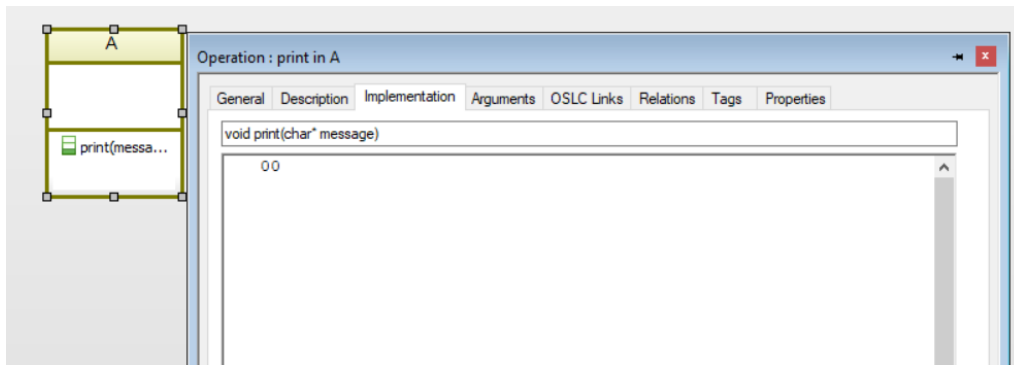 A
print(messa...
Operation : print in A
General Description Implementation Arguments OSLC Links Relations Tags Properties
void print(char* message)
00